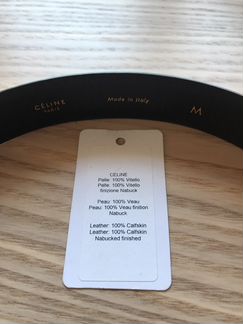 CÉLINE
PARIS
Made in Italy
M
CELINE
Pelle: 100% Vitello
Pelle: 100% Vitello
finizione Nabuck
Peau: 100% Veau
Peau: 100% Veau finition
Nabuck
Leather: 100% Calfskin
Leather: 100% Calfskin
Nabucked finished